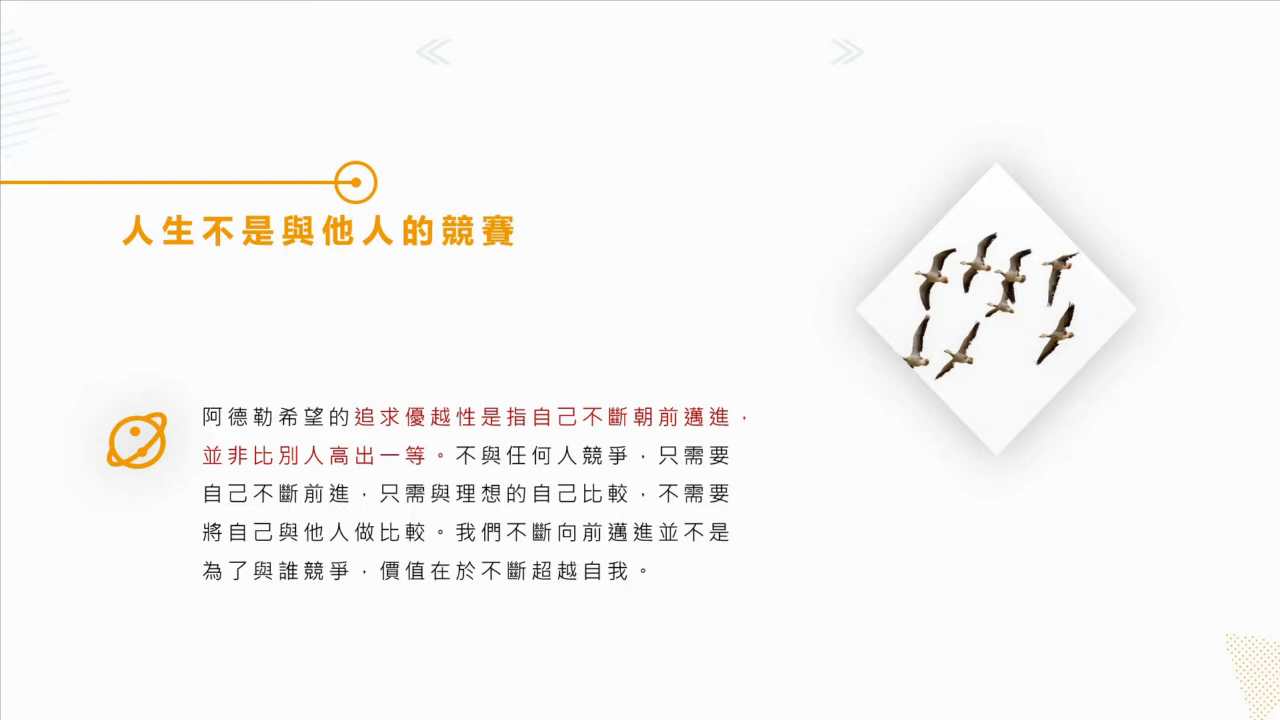 人生不是與他人的競賽
阿德勒希望的追求優越性是指自己不斷朝前邁進，
並非比別人高出一等。不與任何人競爭，只需要
自己不斷前進，只需與理想的自己比較，不需要
將自己與他人做比較。我們不斷向前邁進並不是
為了與誰競爭，價值在於不斷超越自我。